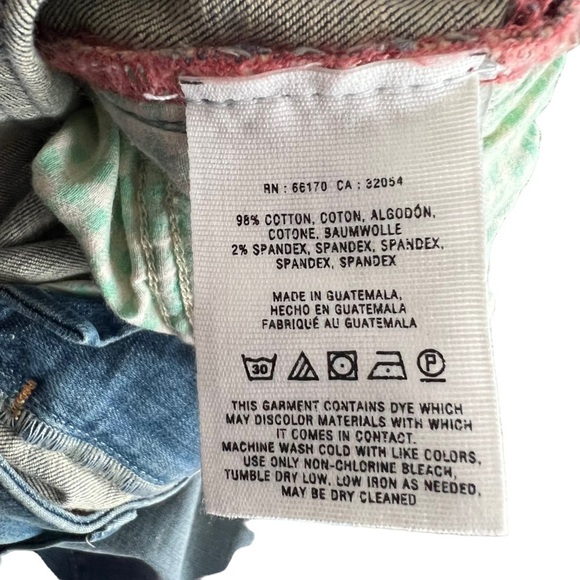 RN : 66170 CA : 32054
98% COTTON, COTON, ALGODÓN,
COTONE, BAUMWOLLE
2% SPANDEX, SPANDEX, SPANDEX,
SPANDEX, SPANDEX
MADE IN GUATEMALA,
HECHO EN GUATEMALA
FABRIQUÉ AU GUATEMALA
30 P
THIS GARMENT CONTAINS DYE WHICH
MAY DISCOLOR MATERIALS WITH WHICH
IT COMES IN CONTACT.
MACHINE WASH COLD WITH LIKE COLORS,
USE ONLY NON-CHLORINE BLEACH,
TUMBLE DRY LOW, LOW IRON AS NEEDED,
MAY BE DRY CLEANED